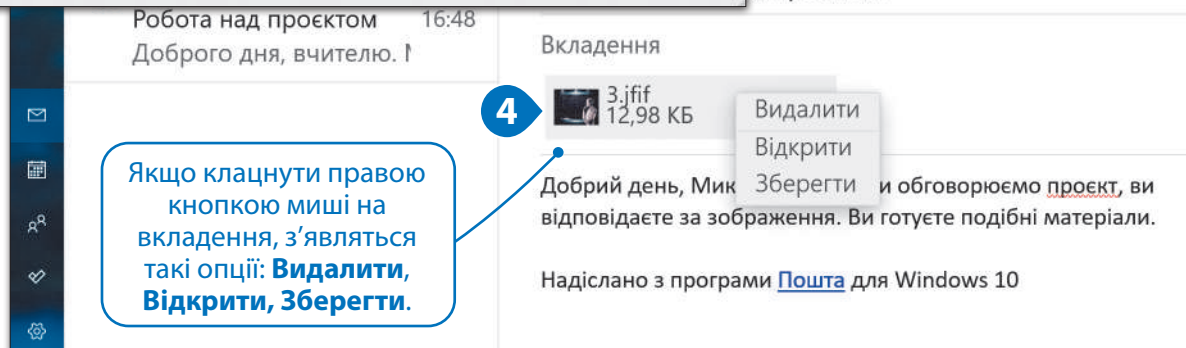 Робота над проєктом 16:48
Доброго дня, вчителю.
Вкладення
3.jfif
12,98 КБ
4
Видалити
Відкрити
Зберегти
Якщо клацнути правою
кнопкою миші на
вкладення, з’являться
такі опції: Видалити,
Відкрити, Зберегти.
Добрий день, обговорюємо проєкт, ви
відповідаєте за зображення. Ви готуєте подібні матеріали.
Надіслано з програми Пошта для Windows 10